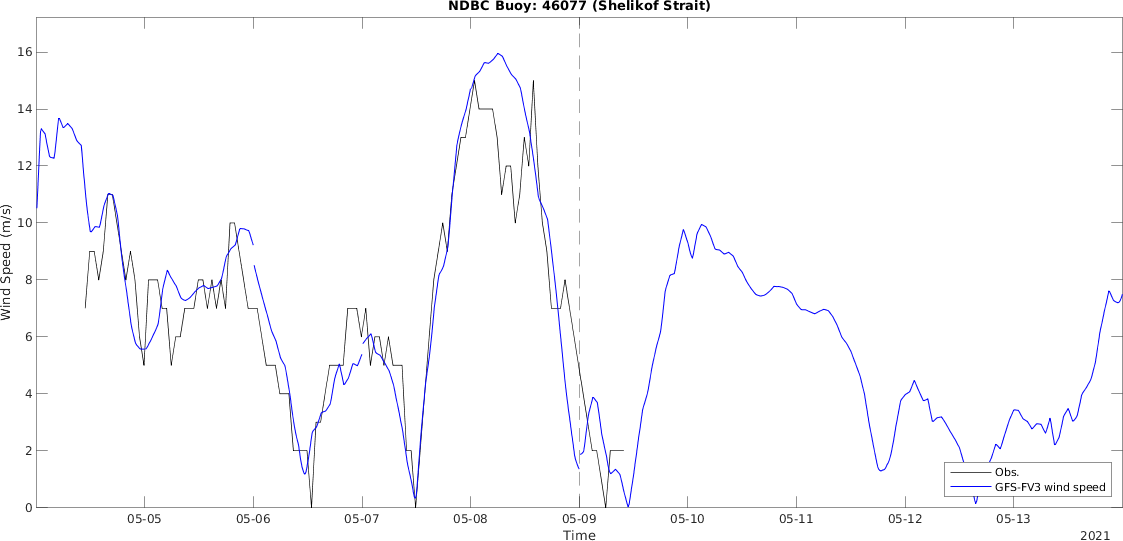 NDBC Buoy: 46077 (Shelikof Strait)
Wind Speed (m/s)
16
14
12
10
8
6
4
2
0
05-05 05-06 05-07 05-08 05-09 05-10 05-11 05-12 05-13
Time
2021
Obs.
GFS-FV3 wind speed